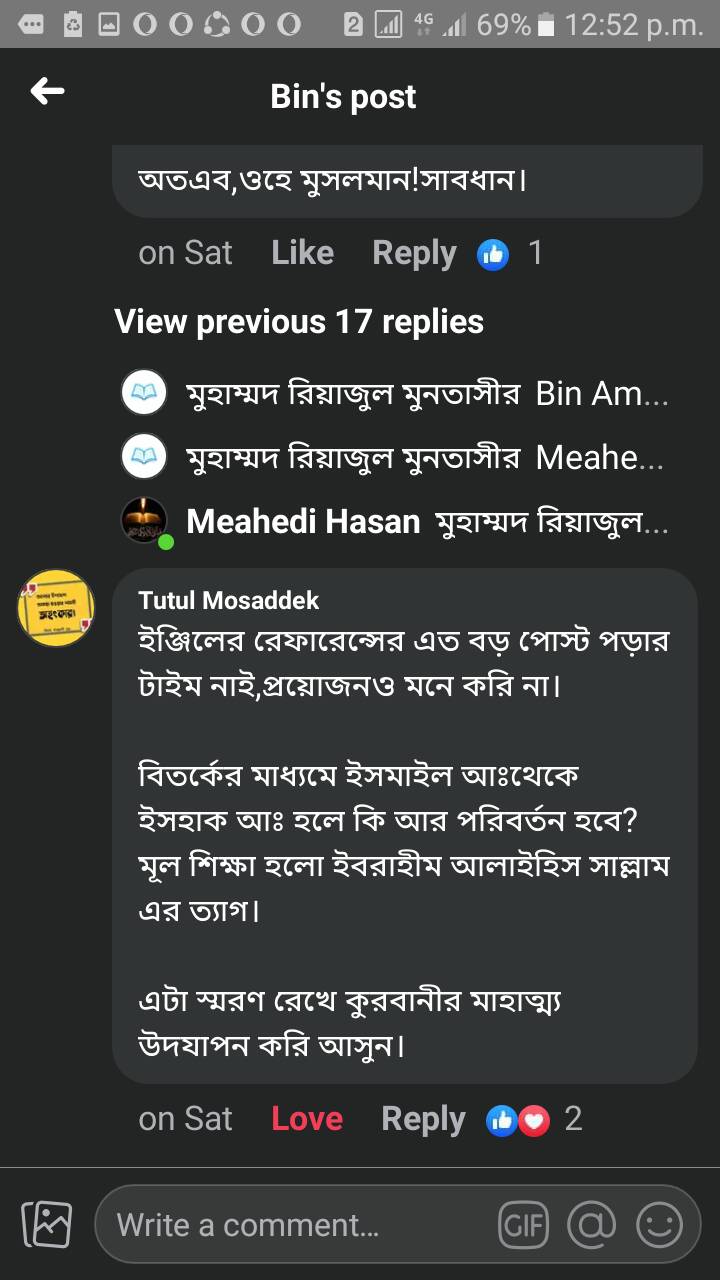 2 4G 69% 12:52 p.m.
Bin's post
অতএব,ওহে মুসলমান!সাবধান।
on Sat Like Reply 1
View previous 17 replies
মুহাম্মদ রিয়াজুল মুনতাসীর Bin Am...
মুহাম্মদ রিয়াজুল মুনতাসীর Meahe...
Meahedi Hasan মুহাম্মদ রিয়াজুল...
অহংকার।
Tutul Mosaddek
ইঞ্জিলের রেফারেন্সের এত বড় পোস্ট পড়ার
টাইম নাই,প্রয়োজনও মনে করি না।
বিতর্কের মাধ্যমে ইসমাইল আঃথেকে
ইসহাক আঃ হলে কি আর পরিবর্তন হবে?
মূল শিক্ষা হলো ইবরাহীম আলাইহিস সাল্লাম
এর ত্যাগ।
এটা স্মরণ রেখে কুরবানীর মাহাত্ম্য
উদযাপন করি আসুন।
on Sat Love Reply 2
Write a comment... GIF @